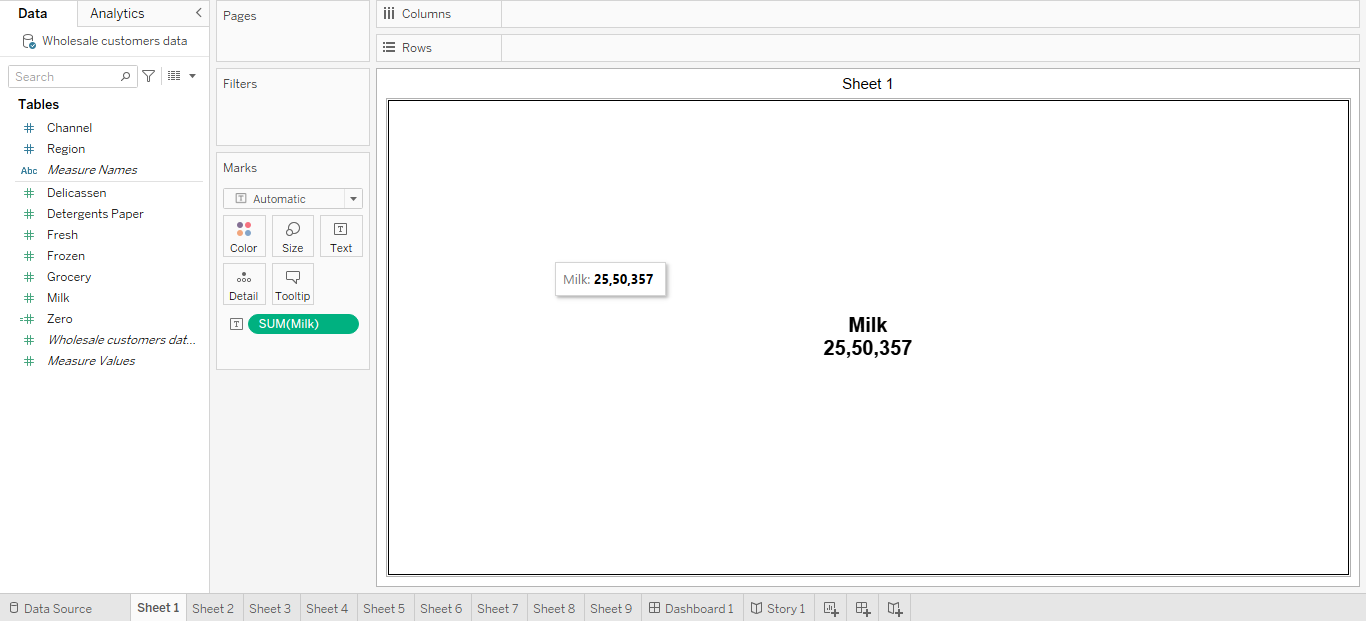 Data
Analytics
Wholesale customers data
Search
Tables
Channel
Region
Abc Measure Names
Delicassen
Detergents Paper
Fresh
Frozen
Grocery
Milk
Zero
Wholesale customers dat...
Measure Values
Pages
Filters
Marks
T Automatic
Color
Size
T Text
Detail
Tooltip
T SUM(Milk)
Columns
Rows
Sheet 1
Milk: 25,50,357
Milk
25,50,357
Data Source
Sheet 1
Sheet 2
Sheet 3
Sheet 4
Sheet 5
Sheet 6
Sheet 7
Sheet 8
Sheet 9
Dashboard 1
Story 1